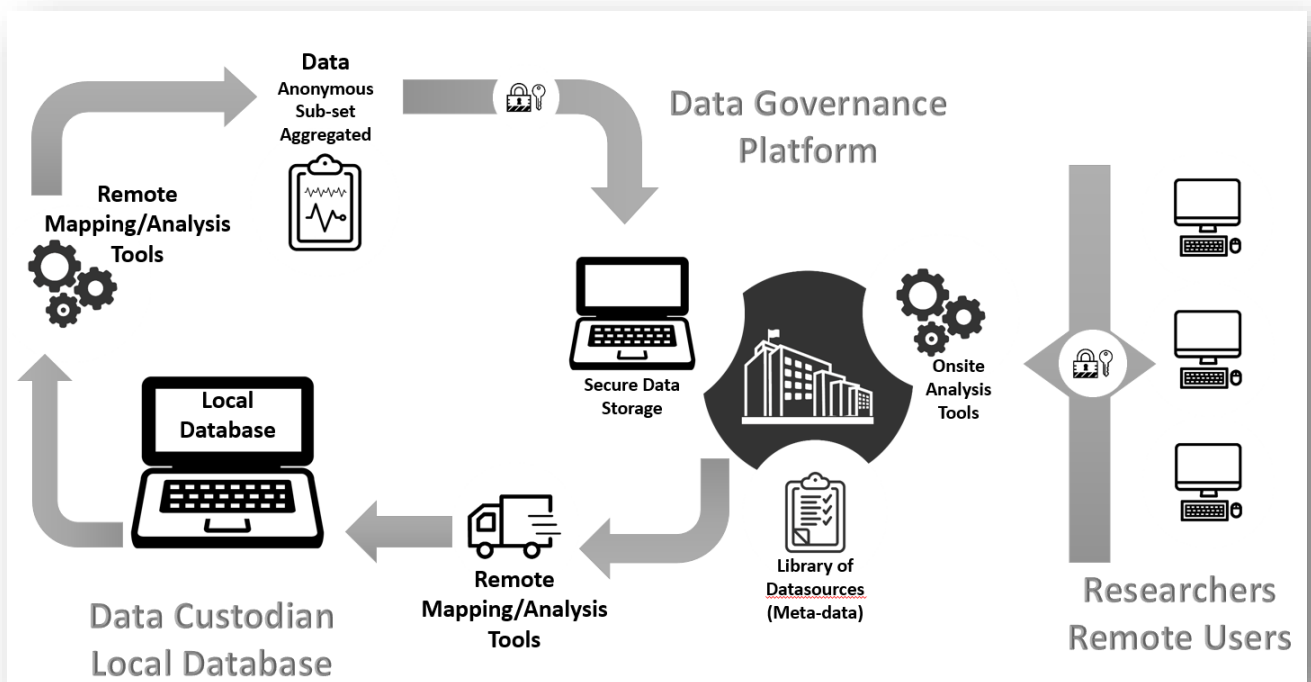 Data
Anonymous
Sub-set
Aggregated
Data Governance
Platform
Remote
Mapping/Analysis
Tools
Secure Data
Storage
Onsite
Analysis
Tools
Local
Database
Library of
Datasources
(Meta-data)
Remote
Mapping/Analysis
Tools
Data Custodian
Local Database
Researchers
Remote Users